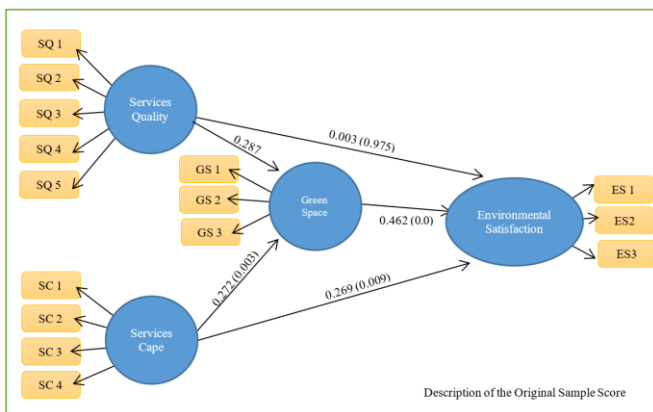 SQ 1
SQ 2
SQ 3
SQ 4
SQ 5
Services
Quality
0.003 (0.975)
0.287
GS 1
GS 2
GS 3
Green
Space
0.462 (0.0)
Environmental
Satisfaction
ES 1
ES2
ES3
0.272 (0.003)
0.269 (0.009)
SC 1
SC 2
SC 3
SC 4
Services
Cape
Description of the Original Sample Score